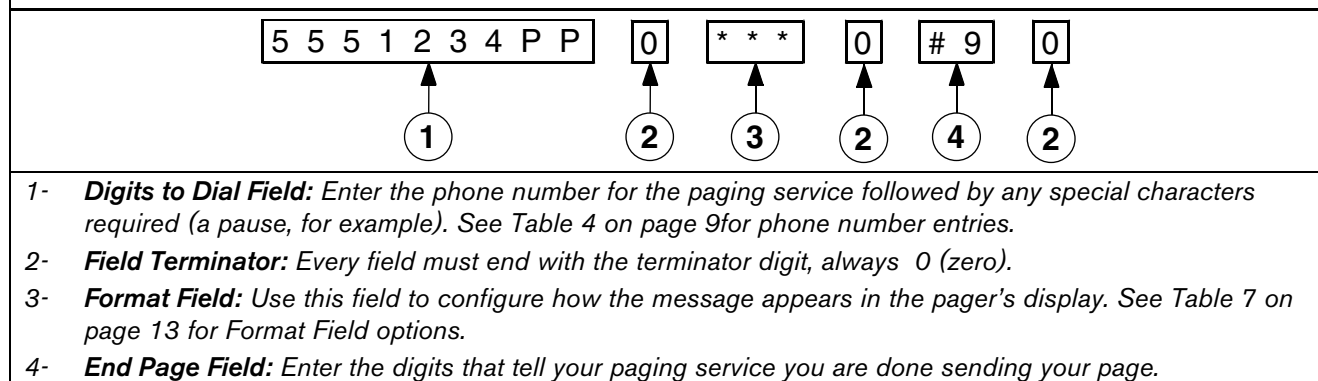 5 5 5 1 2 3 4 P P 0 * * * 0 # 9 0
1 2 3 2 4 2
1- Digits to Dial Field: Enter the phone number for the paging service followed by any special characters
required (a pause, for example). See Table 4 on page 9for phone number entries.
2- Field Terminator: Every field must end with the terminator digit, always 0 (zero).
3- Format Field: Use this field to configure how the message appears in the pager's display. See Table 7 on
page 13 for Format Field options.
4- End Page Field: Enter the digits that tell your paging service you are done sending your page.